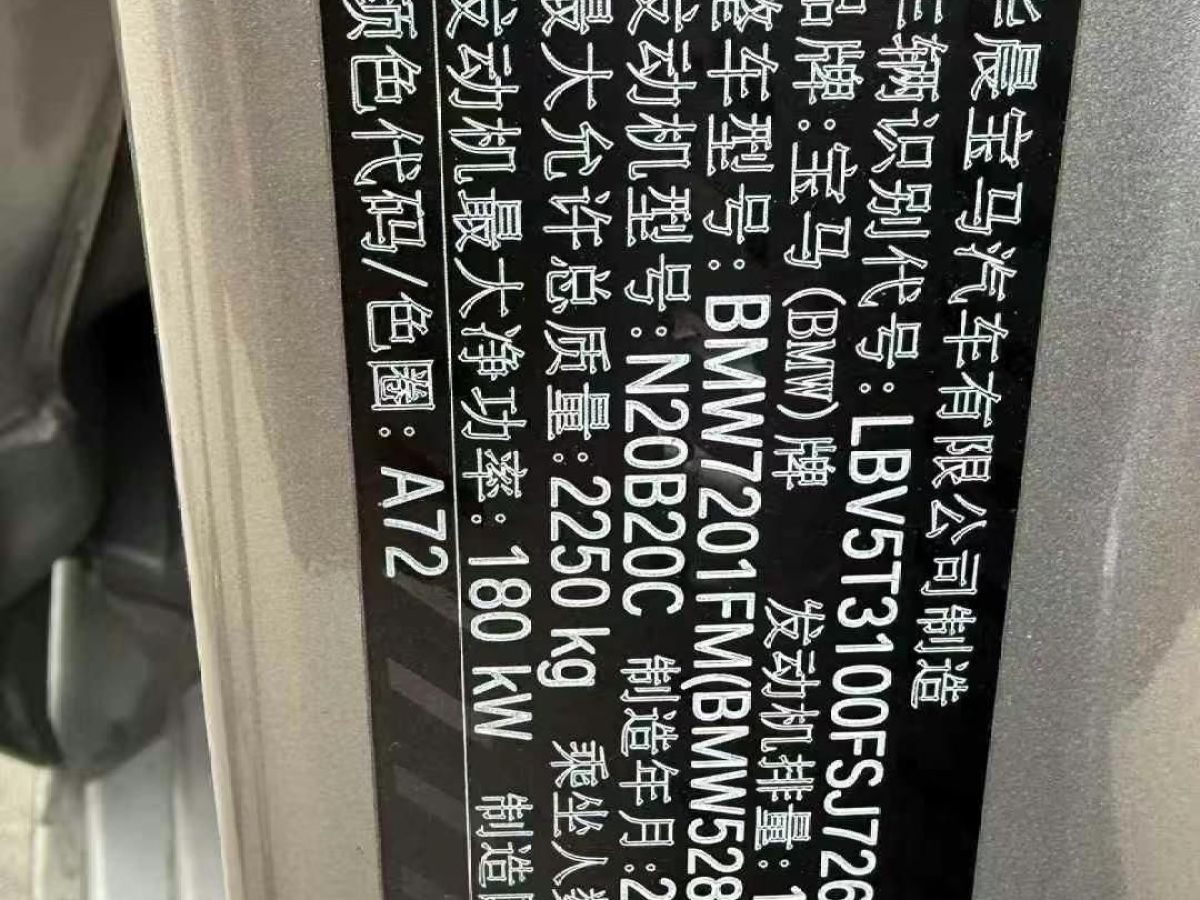 华晨宝马汽车有限公司制造
车辆识别代号:LBV5T3100FSJ726
品牌:宝马(BMW)牌 发动机排量:1
整车型号:BMW7201FM(BMW528
发动机型号:N20B20C 制造年月:2
最大允许总质量:2250 kg 乘坐人数
发动机最大净功率:180 kW 制造
颜色代码/色圈:A72